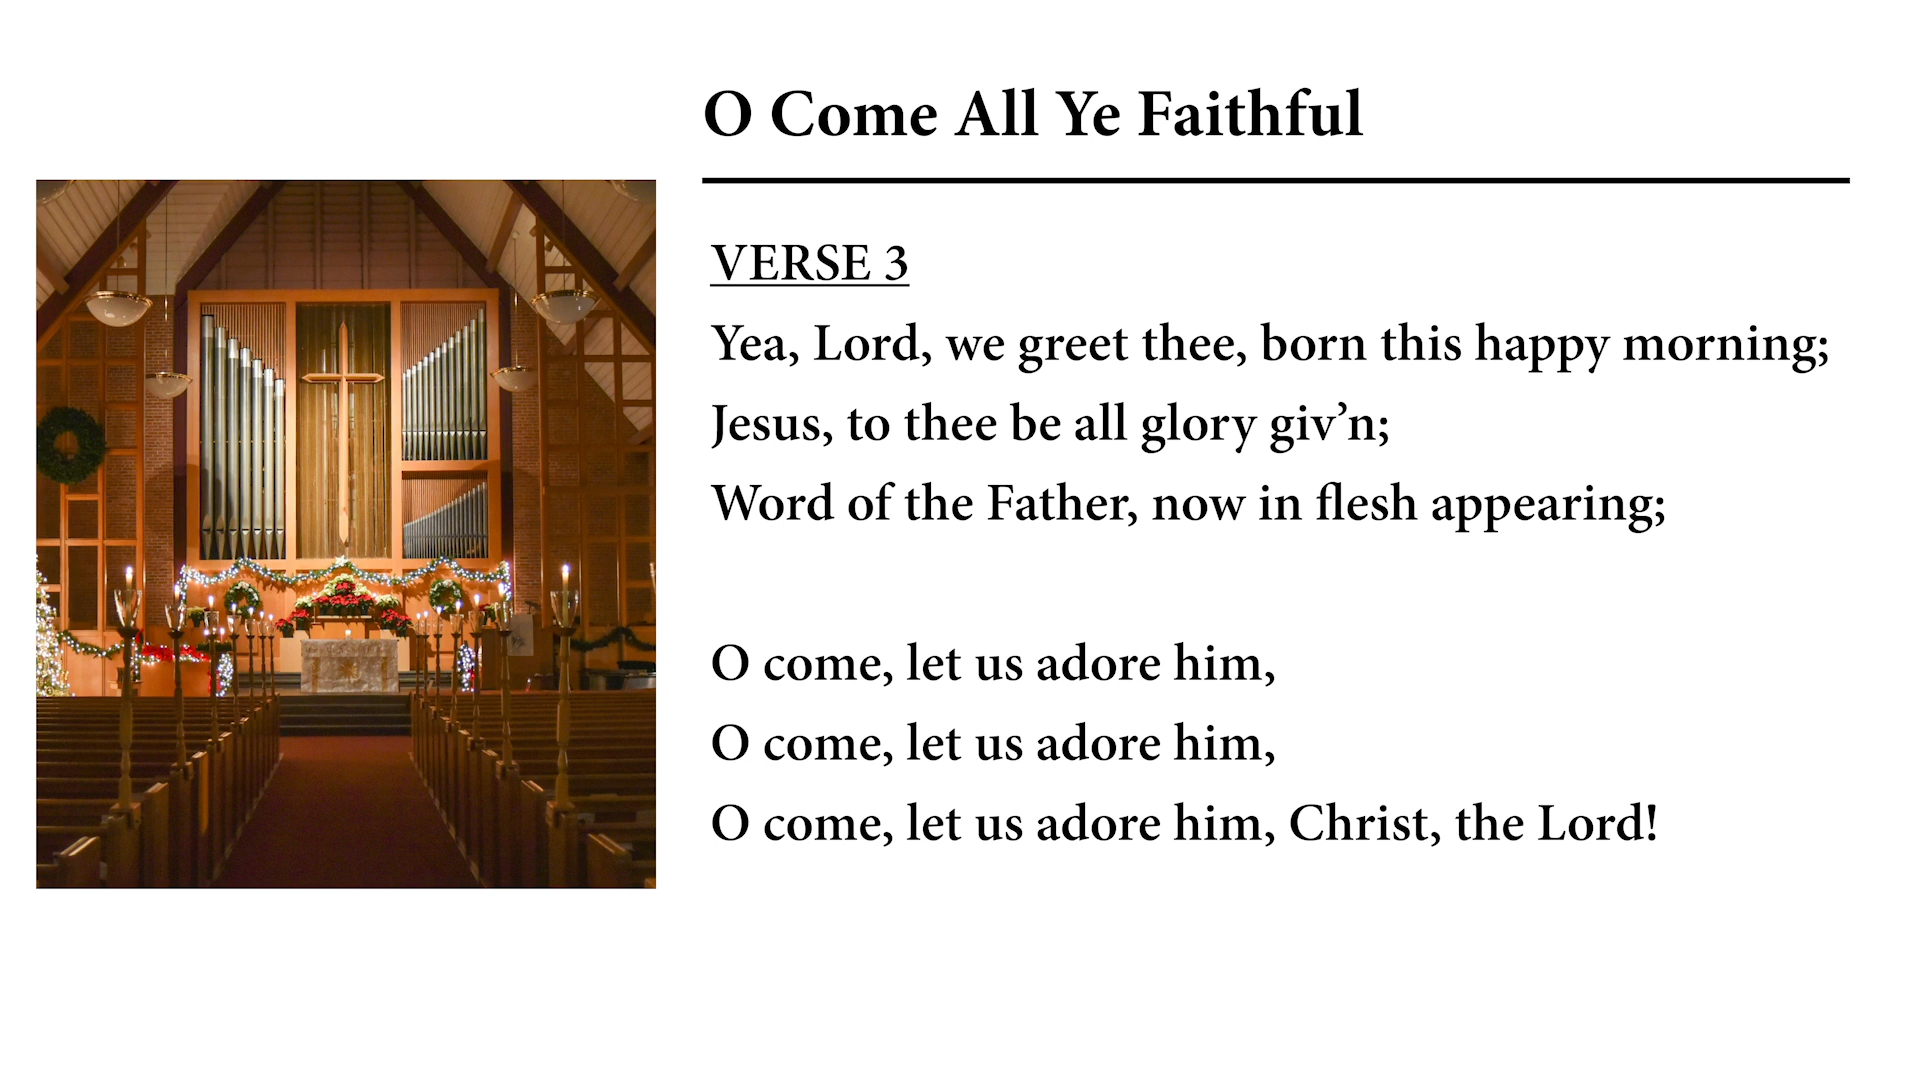 O Come All Ye Faithful
VERSE 3
Yea, Lord, we greet thee, born this happy morning;
Jesus, to thee be all glory giv’n;
Word of the Father, now in flesh appearing;
O come, let us adore him,
O come, let us adore him,
O come, let us adore him, Christ, the Lord!